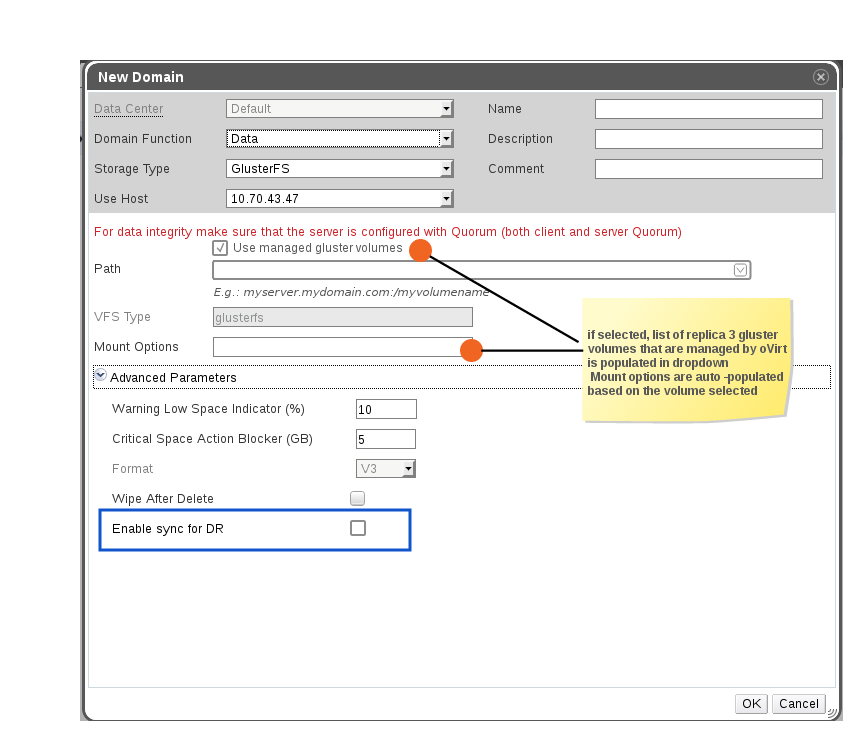 New Domain
Data Center Default Name
Domain Function Data Description
Storage Type GlusterFS Comment
Use Host 10.70.43.47
For data integrity make sure that the server is configured with Quorum (both client and server Quorum)
Use managed gluster volumes
Path
E.g.: myserver.mydomain.com:/myvolumename
VFS Type glusterfs
Mount Options
if selected, list of replica 3 gluster
volumes that are managed by oVirt
is populated in dropdown
Mount options are auto -populated
based on the volume selected
Advanced Parameters
Warning Low Space Indicator (%) 10
Critical Space Action Blocker (GB) 5
Format V3
Wipe After Delete
Enable sync for DR
OK Cancel